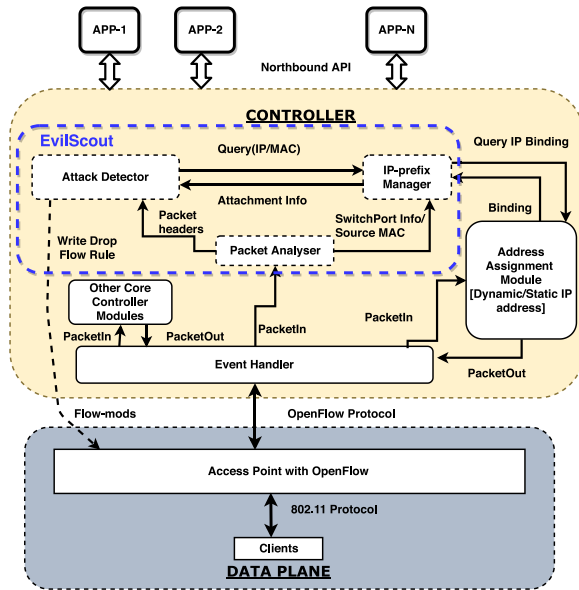 APP-1
APP-2
APP-N
Northbound API
CONTROLLER
EvilScout
Query(IP/MAC)
Query IP Binding
Attack Detector
IP-prefix
Manager
Attachment Info
Binding
Packet
headers
SwitchPort Info/
Source MAC
Write Drop
Flow Rule
Packet Analyser
Address
Assignment
Module
[Dynamic/Static IP
address]
Other Core
Controller
Modules
PacketIn
PacketOut
PacketIn
PacketIn
PacketOut
Event Handler
Flow-mods
OpenFlow Protocol
Access Point with OpenFlow
802.11 Protocol
Clients
DATA PLANE